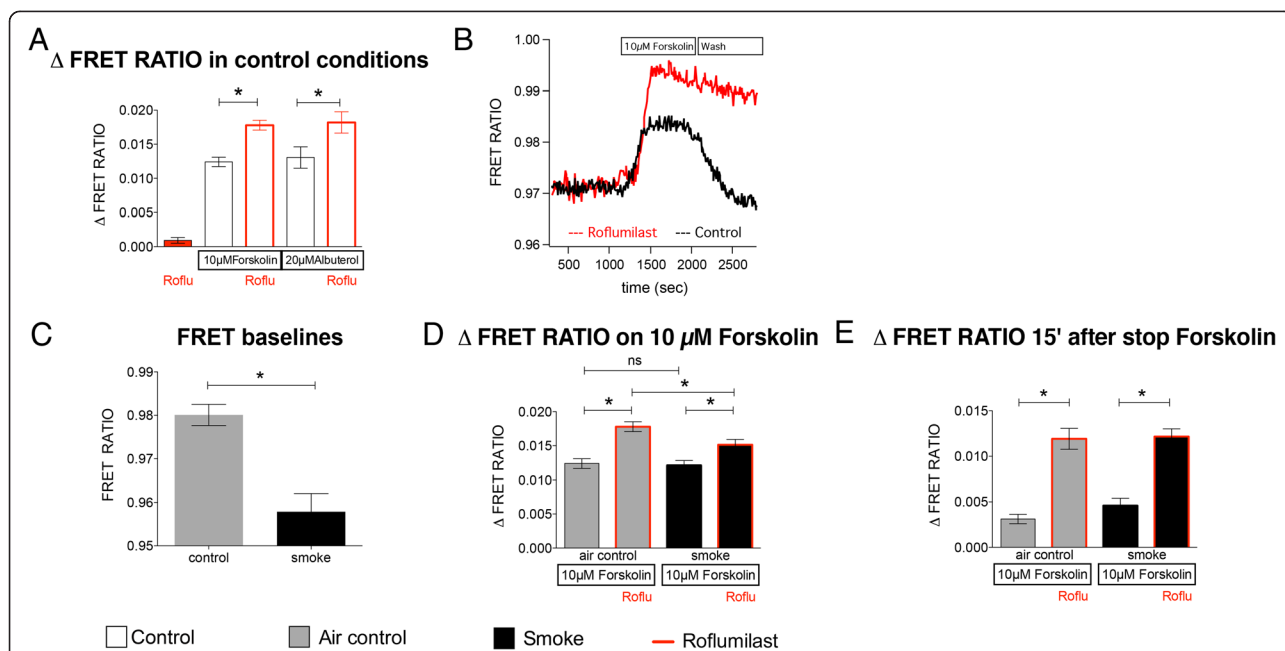 A
Δ FRET RATIO in control conditions
Δ FRET RATIO
0.020
0.015
0.010
0.005
0.000
*
*
10µMForskolin
20µMAlbuterol
Roflu
Roflu
Roflu
B
FRET RATIO
1.00
0.99
0.98
0.97
0.96
10µM Forskolin
Wash
--- Roflumilast
--- Control
500
1000
1500
2000
2500
time (sec)
C
FRET baselines
FRET RATIO
0.99
0.98
0.97
0.96
0.95
*
control
smoke
D
Δ FRET RATIO on 10 µM Forskolin
Δ FRET RATIO
0.020
0.015
0.010
0.005
0.000
ns
*
*
*
air control
smoke
10µM Forskolin
10µM Forskolin
Roflu
Roflu
E
Δ FRET RATIO 15' after stop Forskolin
Δ FRET RATIO
0.015
0.010
0.005
0.000
*
*
air control
smoke
10µM Forskolin
10µM Forskolin
Roflu
Roflu
Control
Air control
Smoke
Roflumilast